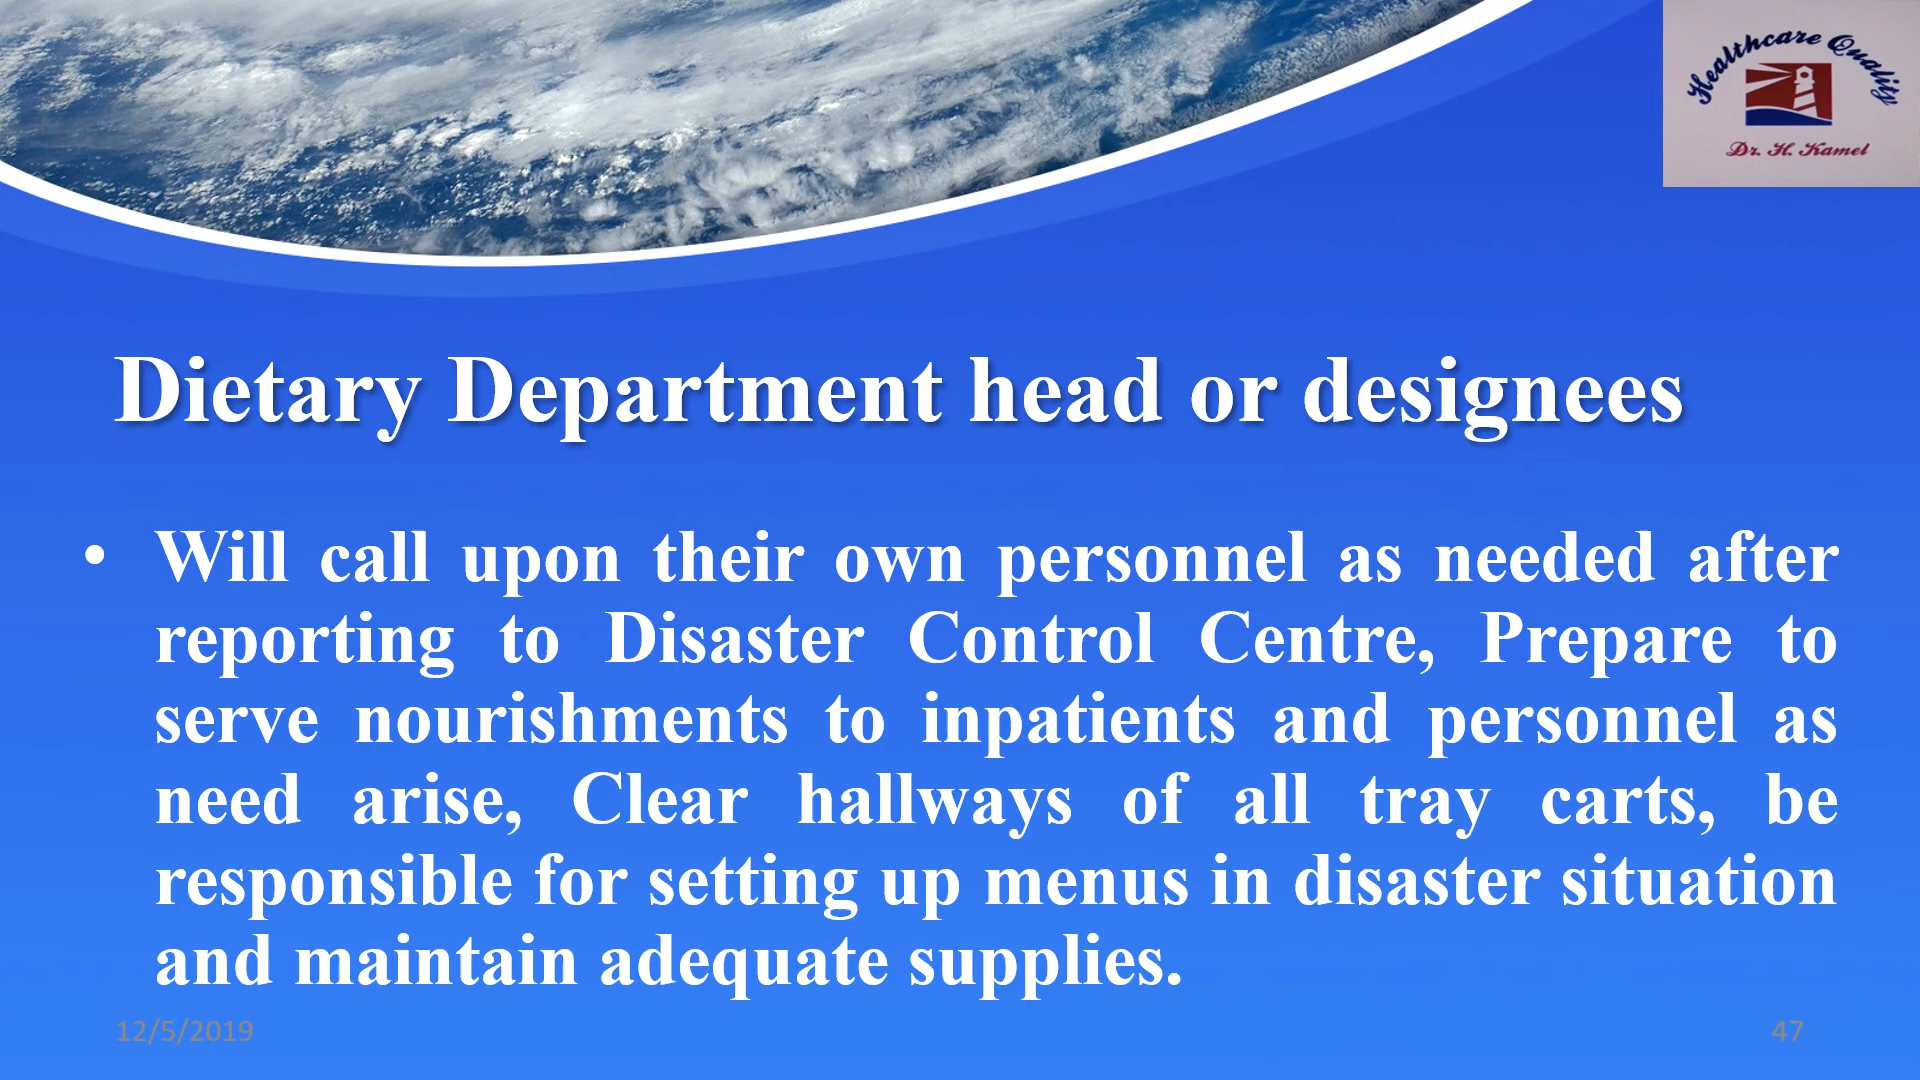 Healthcare Quality
Dr. H. Kamel
Dietary Department head or designees
• Will call upon their own personnel as needed after
reporting to Disaster Control Centre, Prepare to
serve nourishments to inpatients and personnel as
need arise, Clear hallways of all tray carts, be
responsible for setting up menus in disaster situation
and maintain adequate supplies.
12/5/2019
47